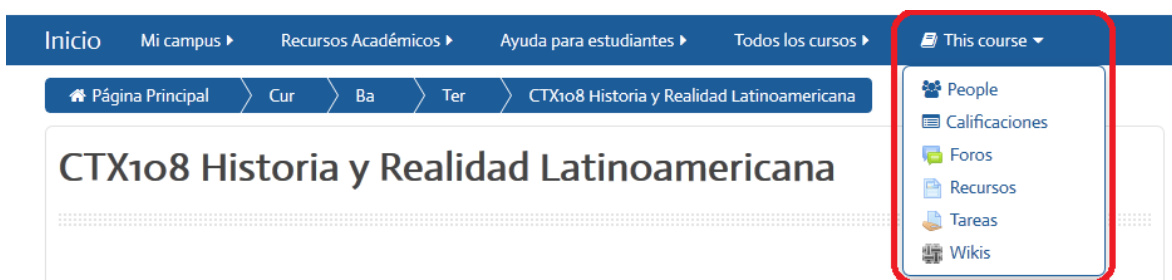 Inicio Mi campus Recursos Académicos Ayuda para estudiantes Todos los cursos This course
Página Principal Cur Ba Ter CTX108 Historia y Realidad Latinoamericana
CTX108 Historia y Realidad Latinoamericana
People
Calificaciones
Foros
Recursos
Tareas
Wikis